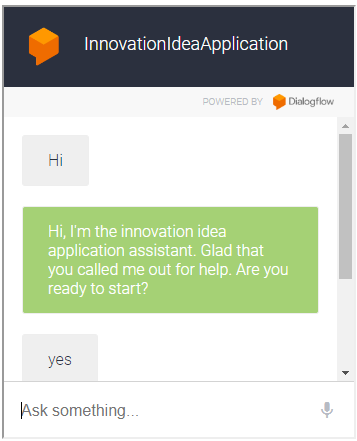 InnovationIdeaApplication
POWERED BY Dialogflow
Hi
Hi, I'm the innovation idea
application assistant. Glad that
you called me out for help. Are you
ready to start?
yes
Ask something...